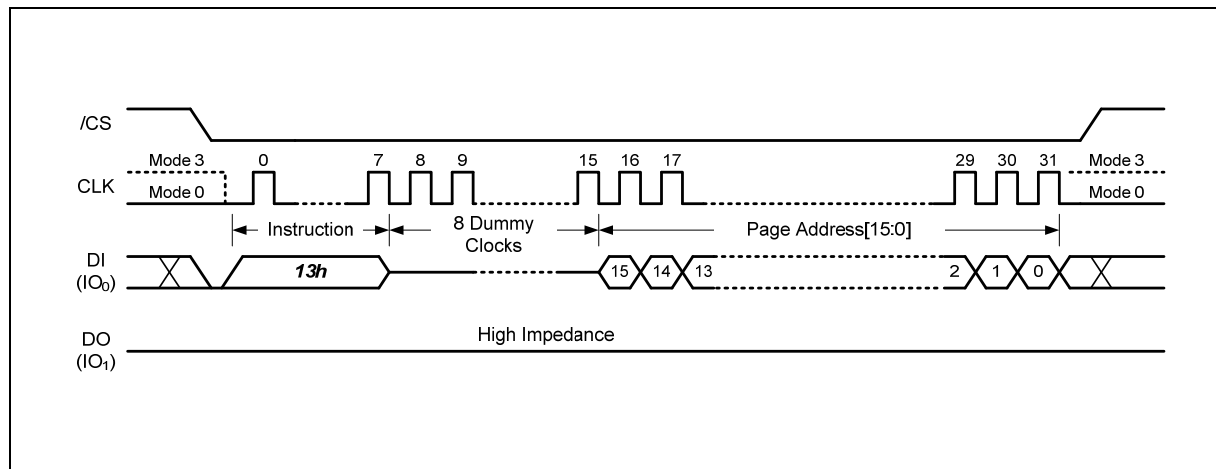 /CS
Mode 3 0 7 8 9 15 16 17 29 30 31 Mode 3
CLK
Mode 0 Mode 0
Instruction 8 Dummy Clocks Page Address[15:0]
DI (IO₀) 13h 15 14 13 2 1 0
High Impedance
DO (IO₁)